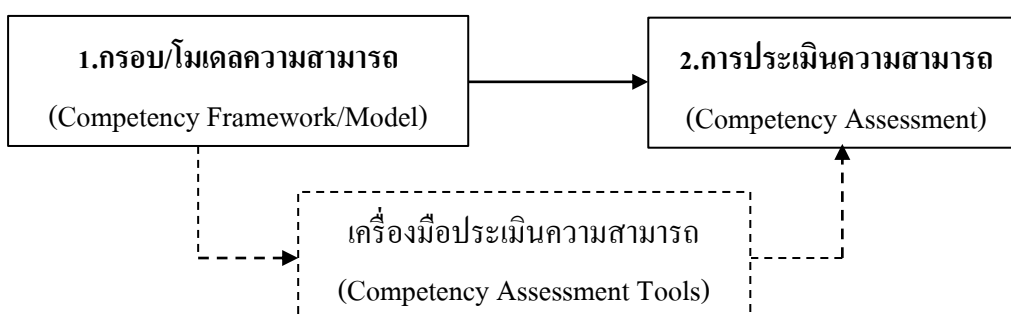 1.กรอบ/โมเดลความสามารถ
(Competency Framework/Model)
2.การประเมินความสามารถ
(Competency Assessment)
เครื่องมือประเมินความสามารถ
(Competency Assessment Tools)